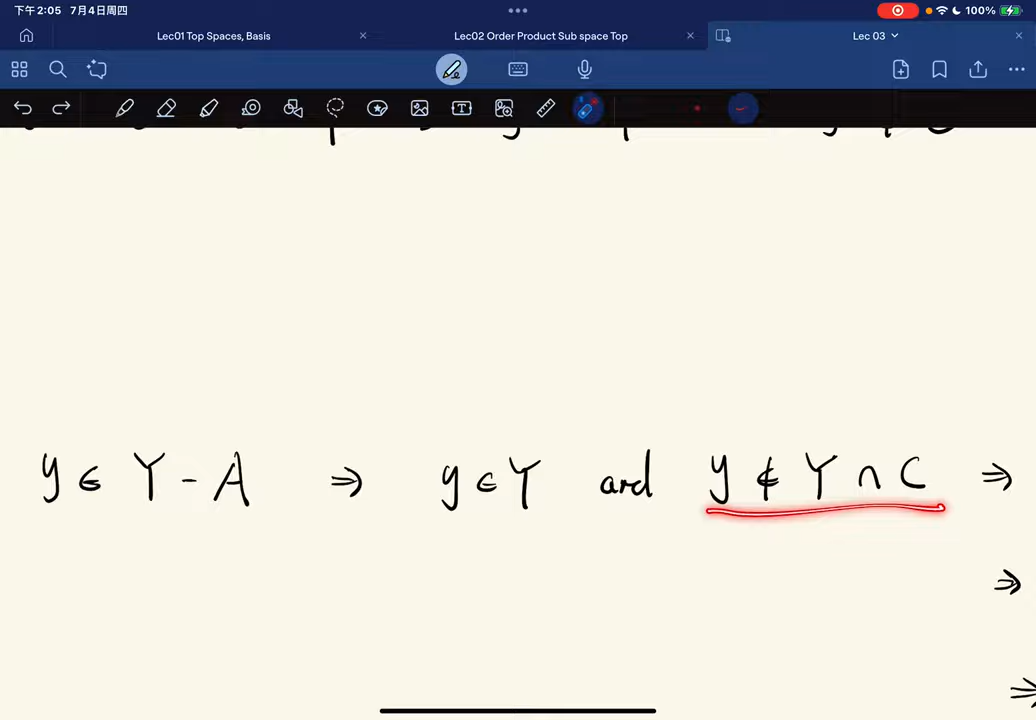 下午2:05 7月4日周四
100%
Lec01 Top Spaces, Basis
Lec02 Order Product Sub space Top
Lec 03
y ∈ Y - A ⇒ y ∈ Y and y ∉ Y ∩ C ⇒
⇒
⇒